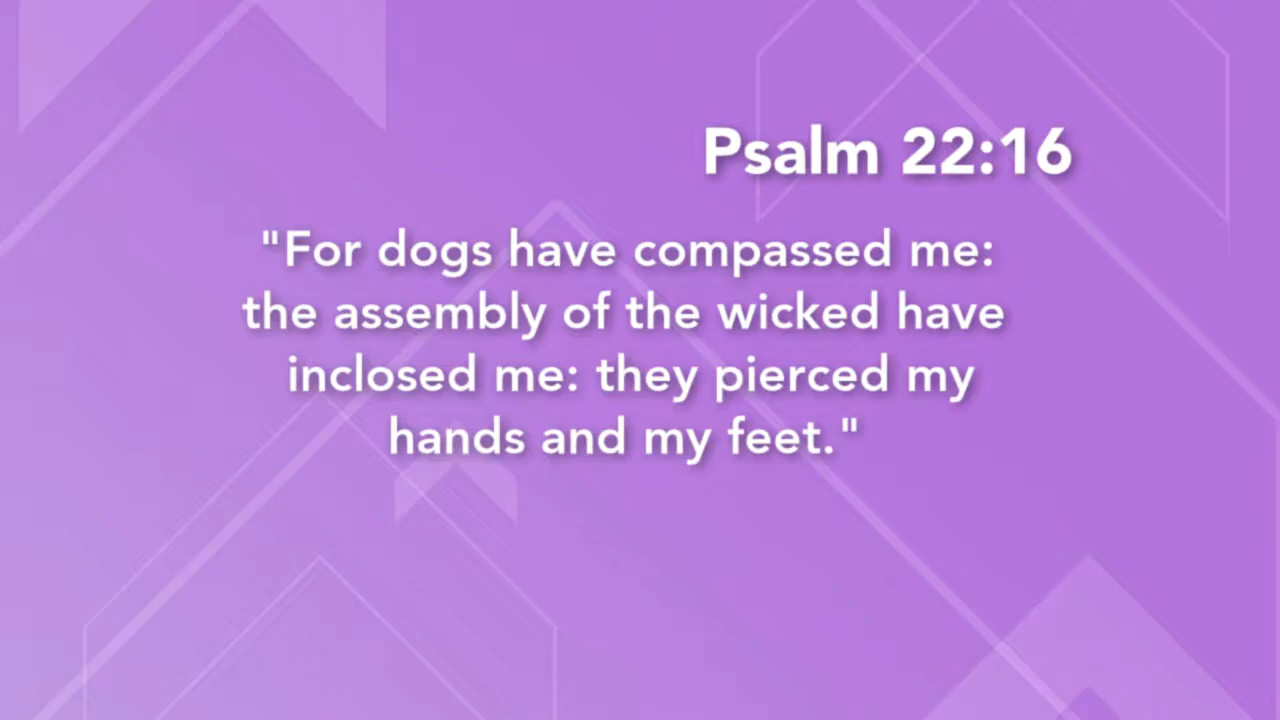 Psalm 22:16
"For dogs have compassed me:
the assembly of the wicked have
inclosed me: they pierced my
hands and my feet."